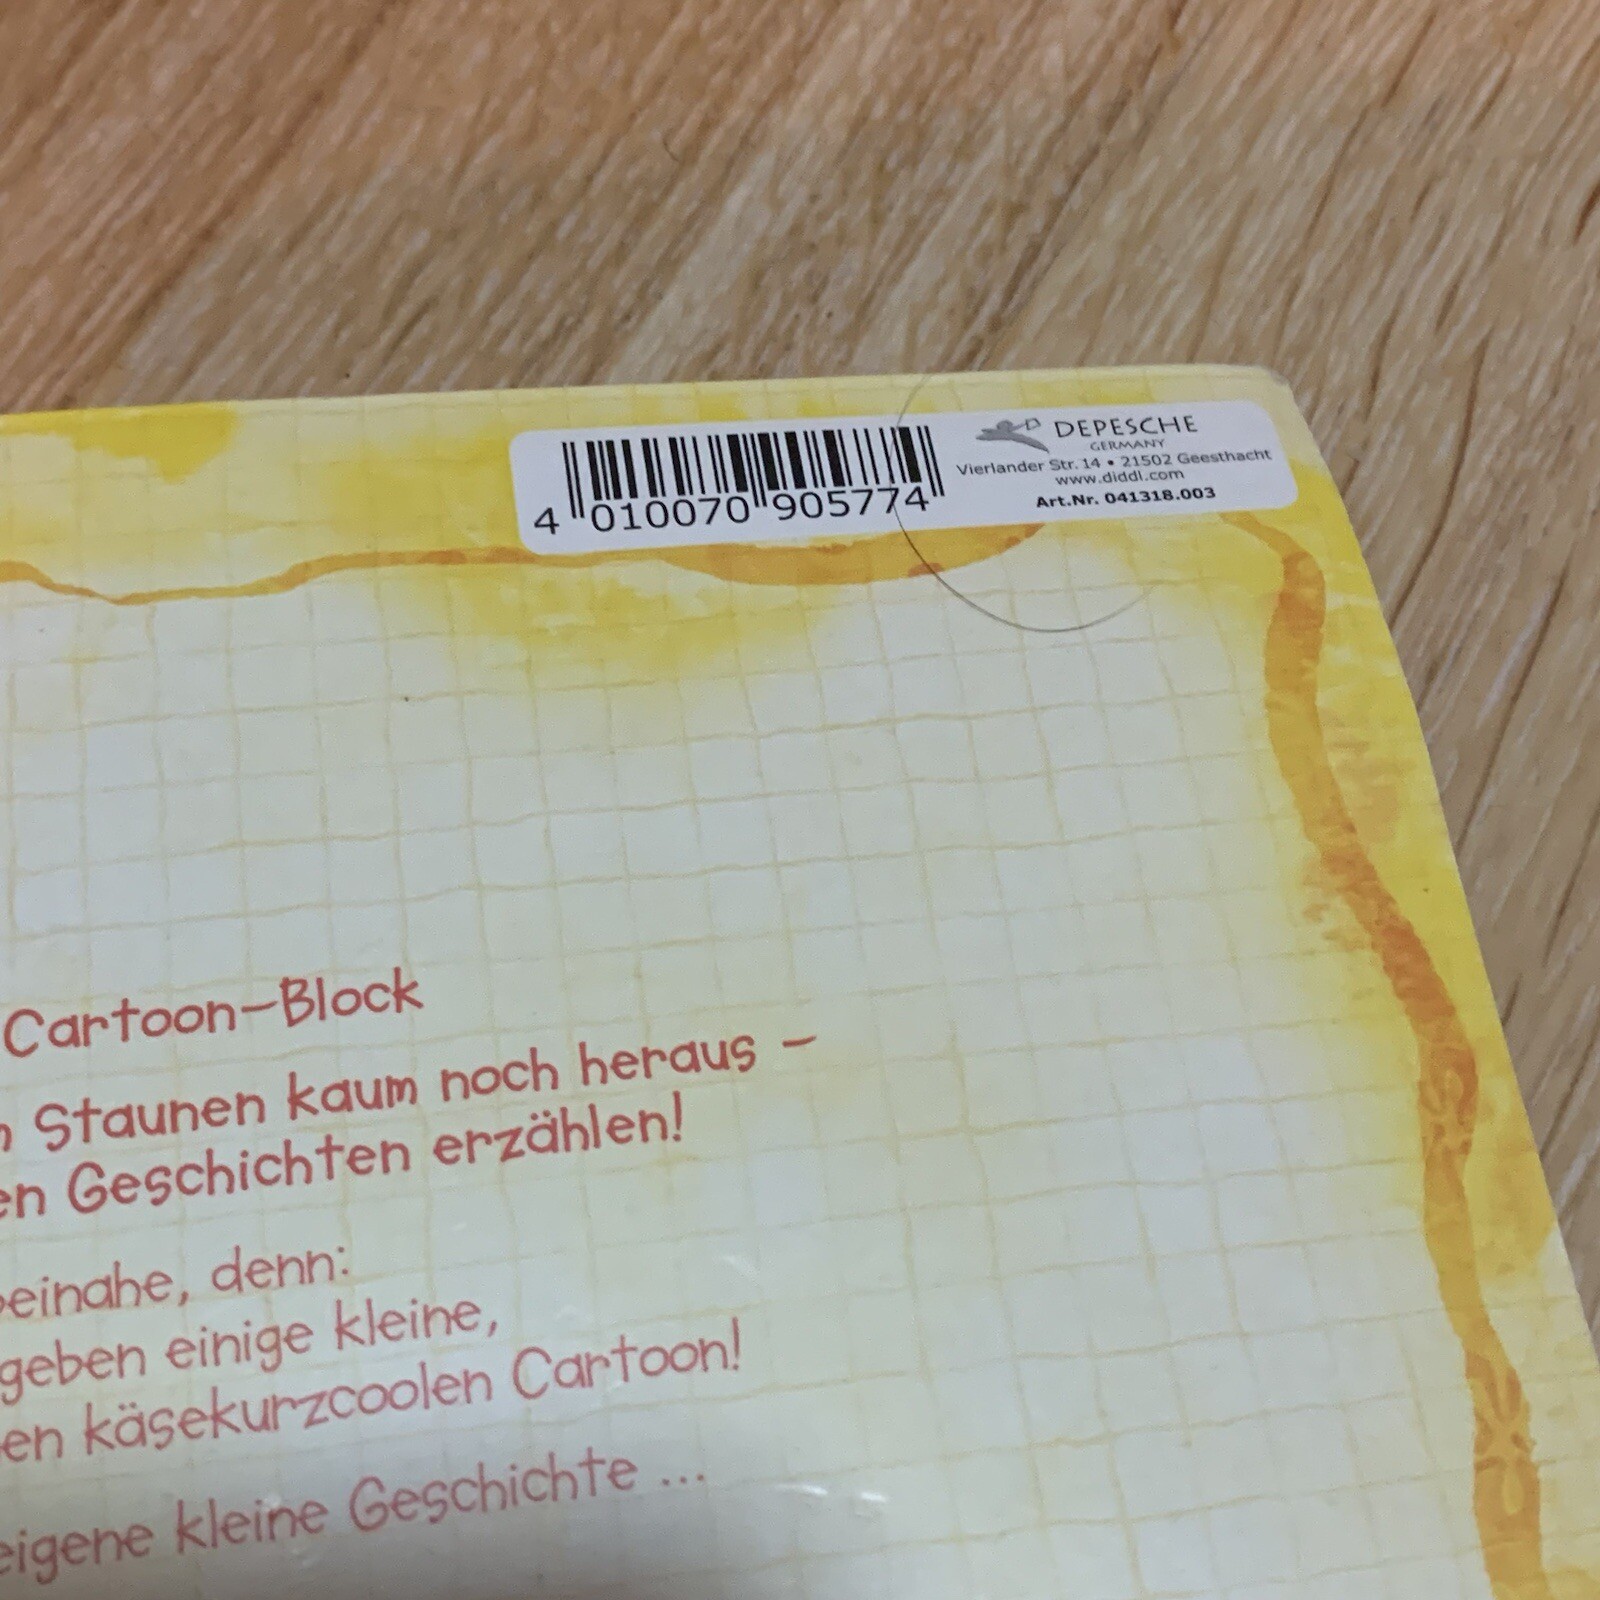 4 010070 905774
DEPESCHE
GERMANY
Vierlander Str. 14 • 21502 Geesthacht
www.diddl.com
Art.Nr. 041318.003
Cartoon-Block
Staunen kaum noch heraus –
en Geschichten erzählen!
beinahe, denn:
geben einige kleine,
en käsekurzcoolen Cartoon!
eigene kleine Geschichte ...